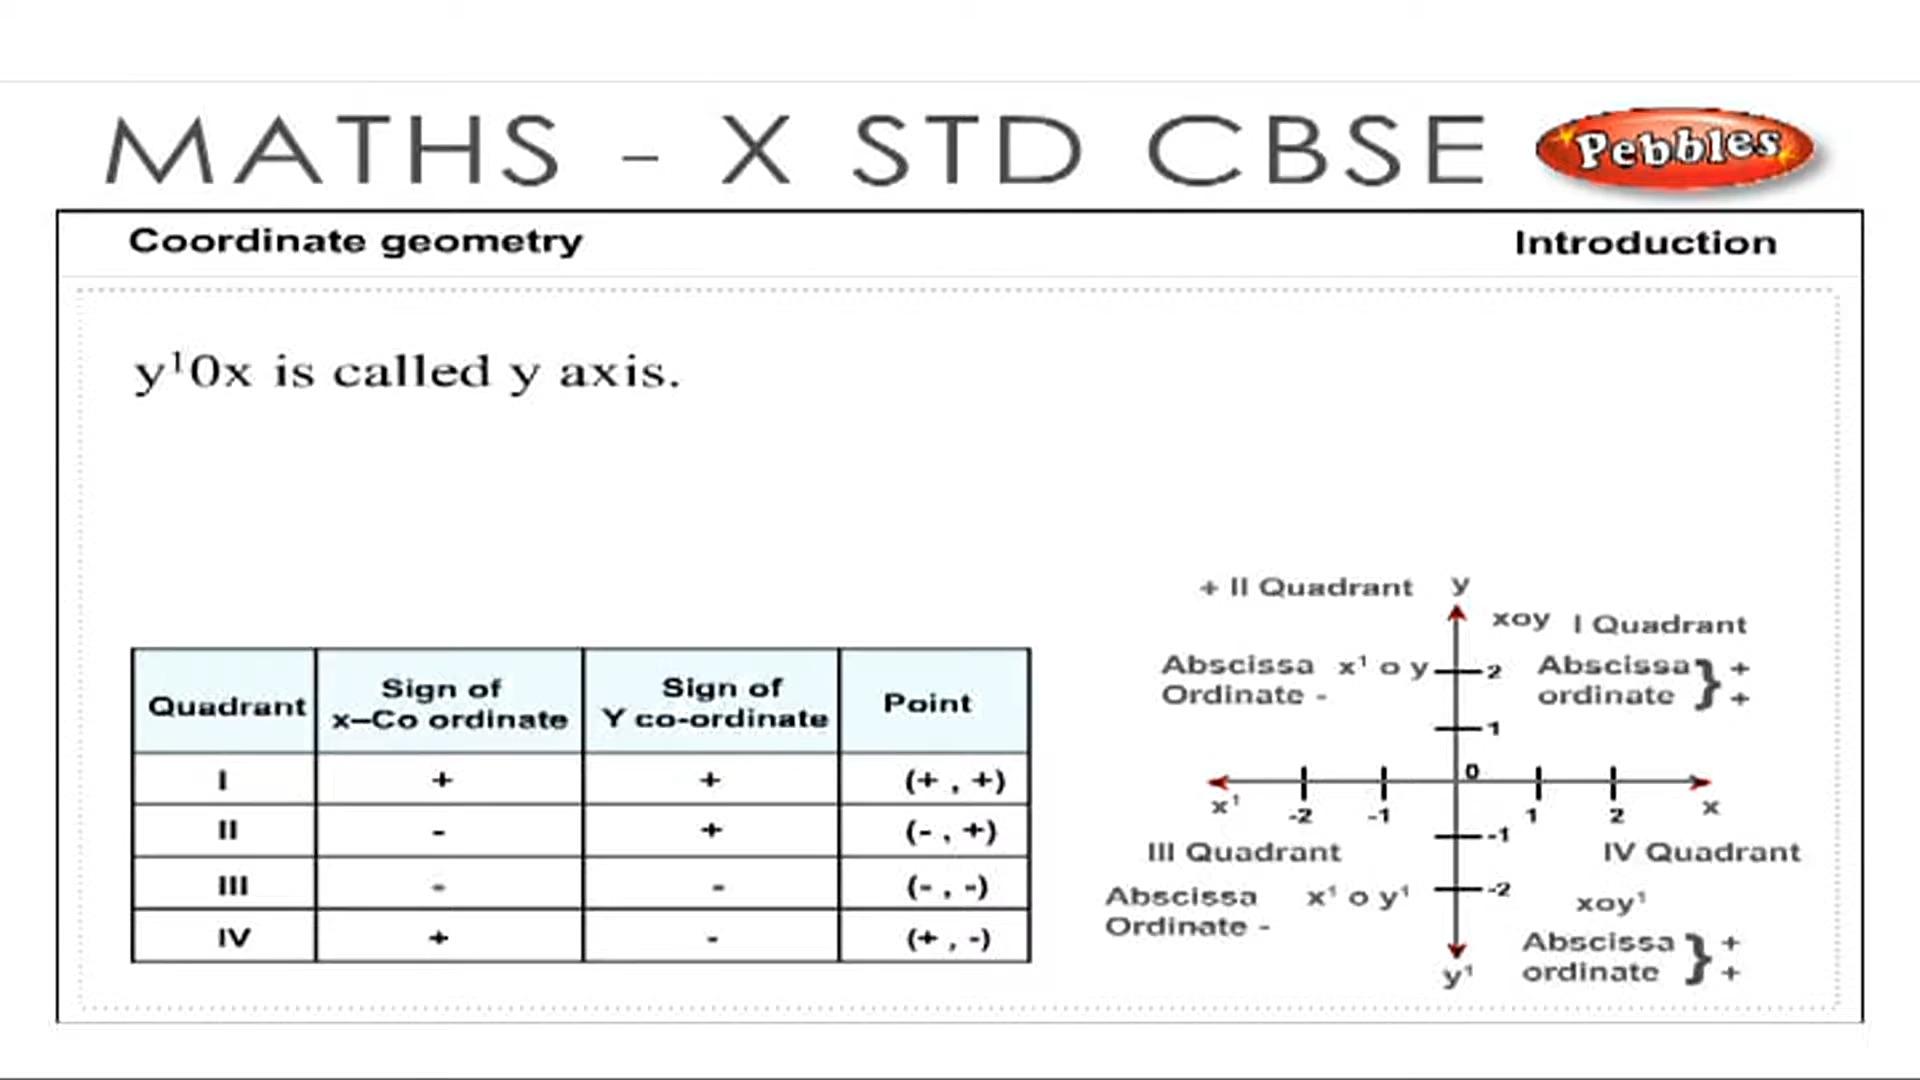 MATHS - X STD CBSE Pebbles
Coordinate geometry Introduction
y¹0x is called y axis.
Quadrant Sign of x–Co ordinate Sign of Y co-ordinate Point
I + + (+ , +)
II - + (- , +)
III - - (- , -)
IV + - (+ , -)
+ II Quadrant y
xoy I Quadrant
Abscissa x¹ o y 2 Abscissa } +
Ordinate - ordinate +
1
0
x¹ -2 -1 1 2 x
-1
III Quadrant IV Quadrant
Abscissa x¹ o y¹ -2 xoy¹
Ordinate -
Abscissa } +
y¹ ordinate +